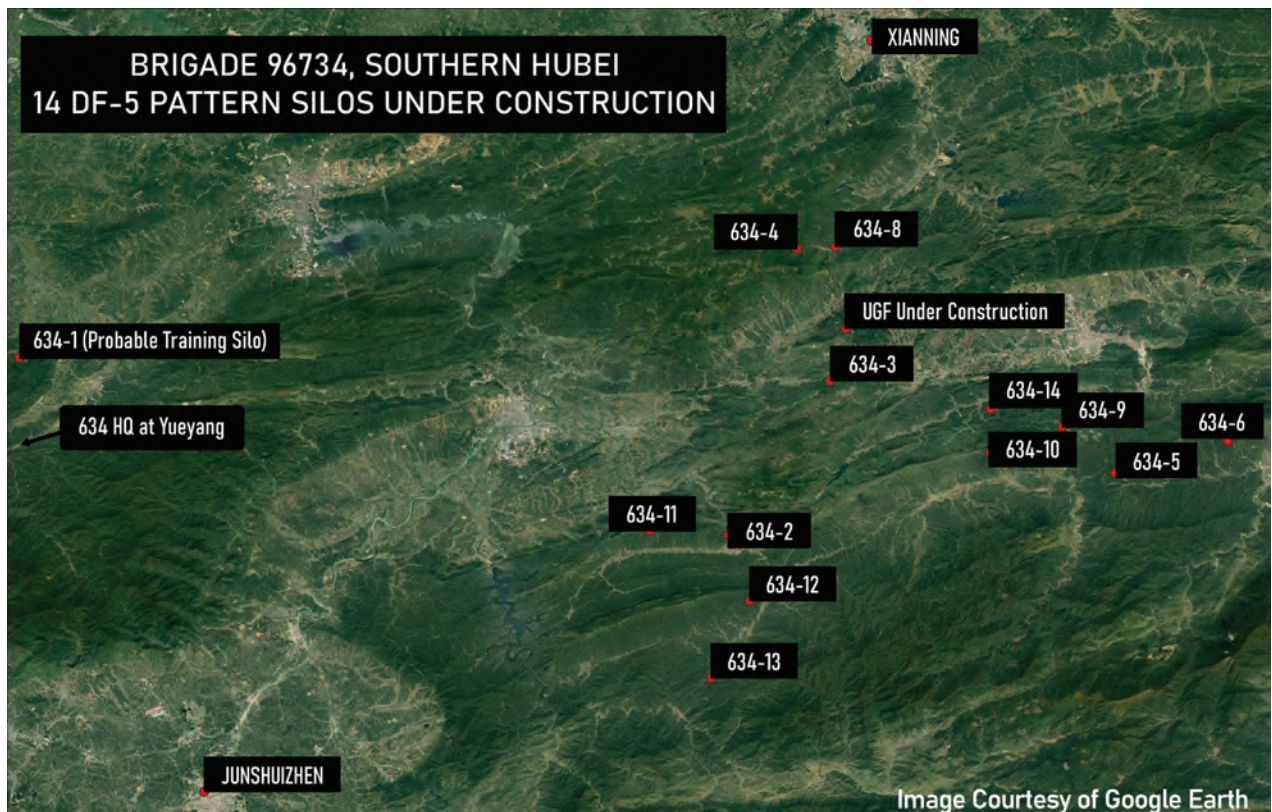 BRIGADE 96734, SOUTHERN HUBEI
14 DF-5 PATTERN SILOS UNDER CONSTRUCTION
XIANNING
634-4
634-8
UGF Under Construction
634-1 (Probable Training Silo)
634-3
634-14
634-9
634-6
634 HQ at Yueyang
634-10
634-5
634-11
634-2
634-12
634-13
JUNSHUIZHEN
Image Courtesy of Google Earth